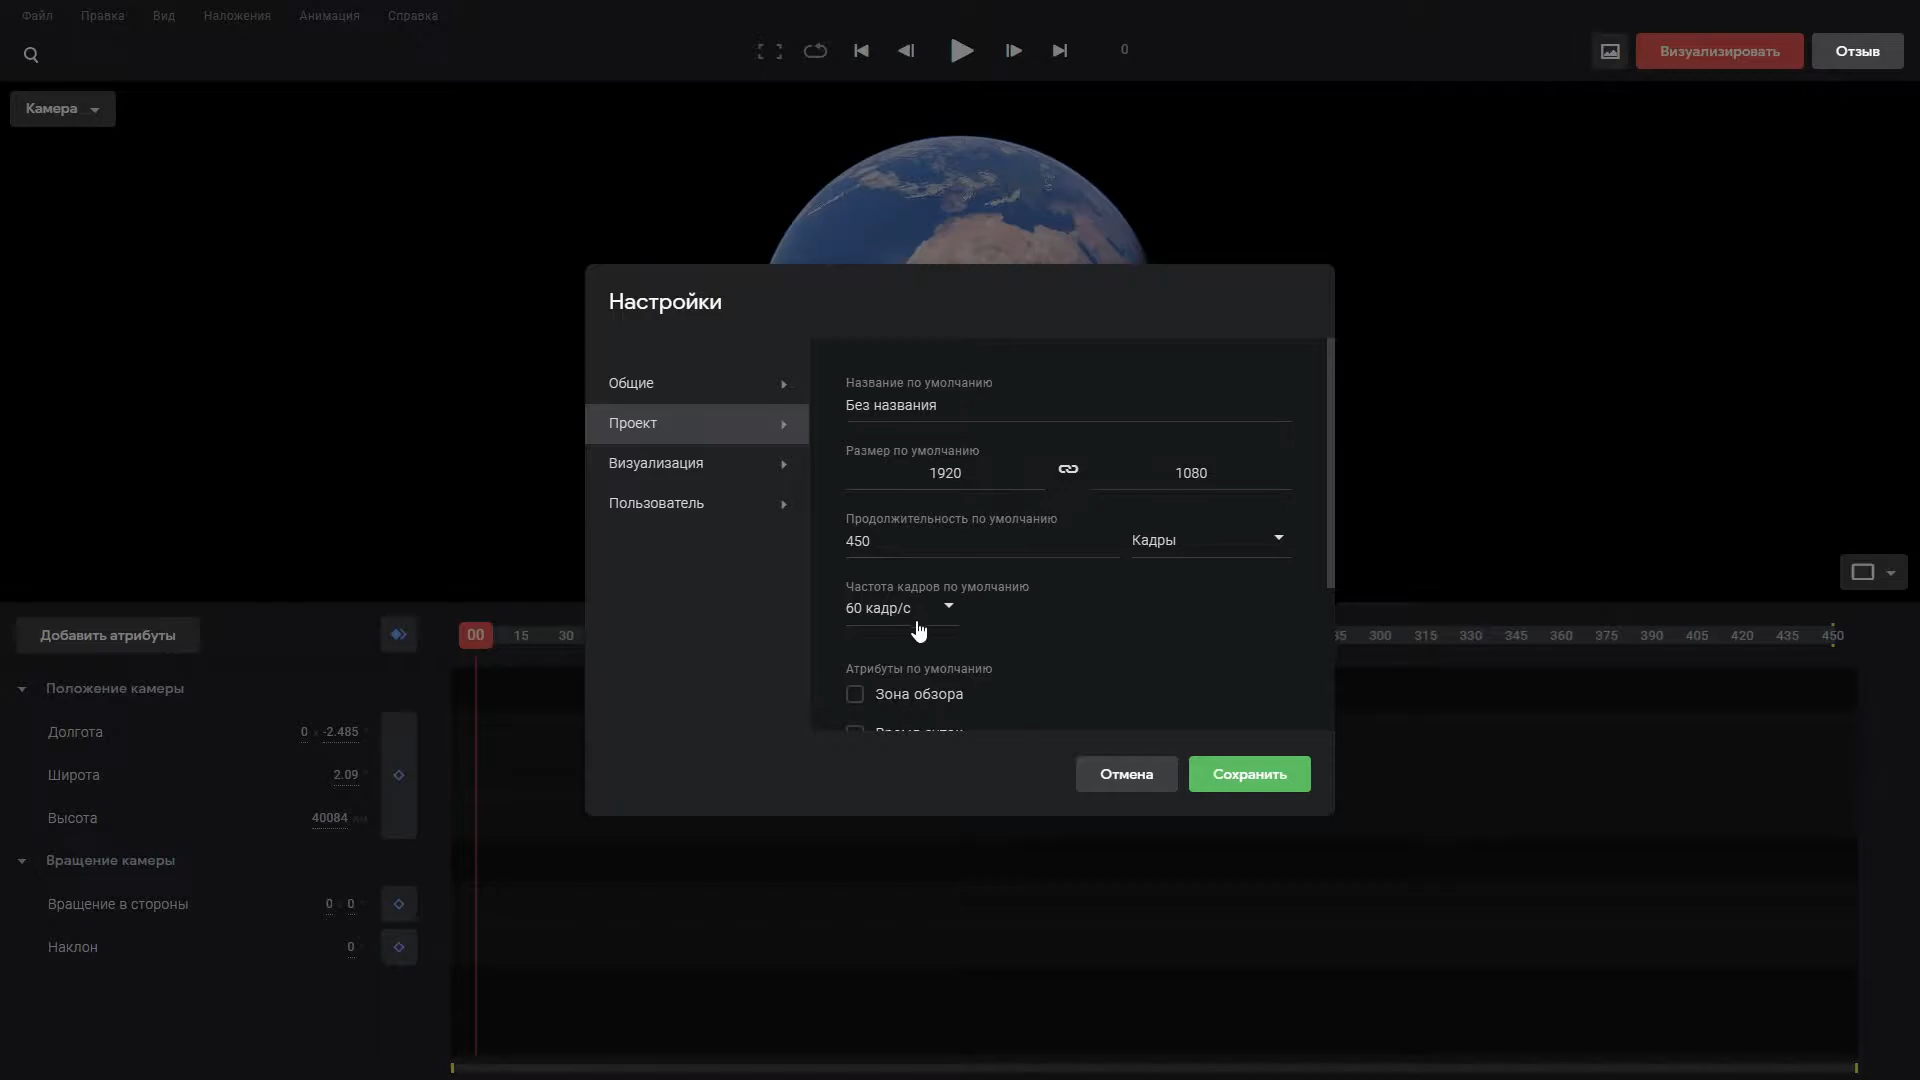 Файл Правка Вид Наложения Анимация Справка
0
Визуализировать
Отзыв
Камера
Настройки
Общие
Проект
Визуализация
Пользователь
Название по умолчанию
Без названия
Размер по умолчанию
1920 1080
Продолжительность по умолчанию
450 Кадры
Частота кадров по умолчанию
60 кадр/с
Атрибуты по умолчанию
Зона обзора
Отмена
Сохранить
Добавить атрибуты
00 15 30 300 315 330 345 360 375 390 405 420 435 450
Положение камеры
Долгота 0 x -2.485
Широта 2.09
Высота 40084
Вращение камеры
Вращение в стороны 0 0
Наклон 0